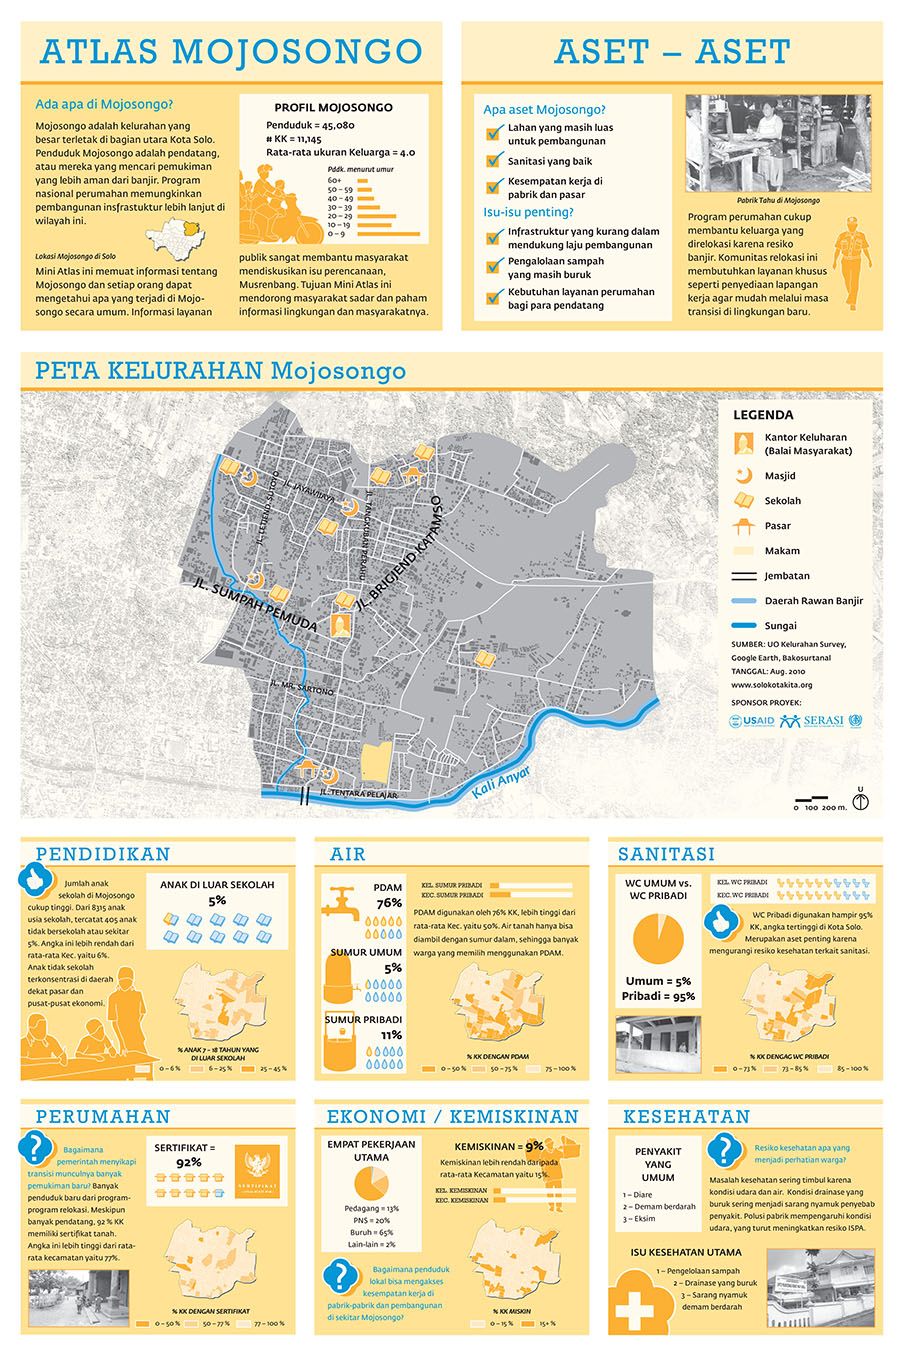 ATLAS MOJOSONGO
Ada apa di Mojosongo?
Mojosongo adalah kelurahan yang
besar terletak di bagian utara Kota Solo.
Penduduk Mojosongo adalah pendatang,
atau mereka yang mencari pemukiman
yang lebih aman dari banjir. Program
nasional perumahan memungkinkan
pembangunan insfrastuktur lebih lanjut di
wilayah ini.
Lokasi Mojosongo di Solo
Mini Atlas ini memuat informasi tentang
Mojosongo dan setiap orang dapat
mengetahui apa yang terjadi di Mojo-
songo secara umum. Informasi layanan
PROFIL MOJOSONGO
Penduduk = 45,080
# KK = 11,145
Rata-rata ukuran Keluarga = 4.0
Pddk. menurut umur
60+
50 – 59
40 – 49
30 – 39
20 – 29
10 – 19
0 – 9
publik sangat membantu masyarakat
mendiskusikan isu perencanaan,
Musrenbang. Tujuan Mini Atlas ini
mendorong masyarakat sadar dan paham
informasi lingkungan dan masyarakatnya.
ASET – ASET
Apa aset Mojosongo?
Lahan yang masih luas
untuk pembangunan
Sanitasi yang baik
Kesempatan kerja di
pabrik dan pasar
Isu-isu penting?
Infrastruktur yang kurang dalam
mendukung laju pembangunan
Pengalolaan sampah
yang masih buruk
Kebutuhan layanan perumahan
bagi para pendatang
Pabrik Tahu di Mojosongo
Program perumahan cukup
membantu keluarga yang
direlokasi karena resiko
banjir. Komunitas relokasi ini
membutuhkan layanan khusus
seperti penyediaan lapangan
kerja agar mudah melalui masa
transisi di lingkungan baru.
PETA KELURAHAN Mojosongo
JL. LETJEND. SUTOYO
JL. JAYAWIJAYA
JL. TANGKUBAN PERAHU
JL. BRIGJEND. KATAMSO
JL. SUMPAH PEMUDA
JL. MR. SARTONO
JL. TENTARA PELAJAR
Kali Anyar
LEGENDA
Kantor Keluharan
(Balai Masyarakat)
Masjid
Sekolah
Pasar
Makam
Jembatan
Daerah Rawan Banjir
Sungai
SUMBER: UO Kelurahan Survey,
Google Earth, Bakosurtanal
TANGGAL: Aug. 2010
www.solokotakita.org
SPONSOR PROYEK:
USAID SERASI
0 100 200 m.
U
PENDIDIKAN
Jumlah anak
sekolah di Mojosongo
cukup tinggi. Dari 8315 anak
usia sekolah, tercatat 405 anak
tidak bersekolah atau sekitar
5%. Angka ini lebih rendah dari
rata-rata Kec. yaitu 6%.
Anak tidak sekolah
terkonsentrasi di daerah
dekat pasar dan
pusat-pusat ekonomi.
ANAK DI LUAR SEKOLAH
5%
% ANAK 7 – 18 TAHUN YANG
DI LUAR SEKOLAH
0 – 6 % 6 – 25 % 25 – 45 %
AIR
PDAM
76%
SUMUR UMUM
5%
SUMUR PRIBADI
11%
KEL. SUMUR PRIBADI
KEC. SUMUR PRIBADI
PDAM digunakan oleh 76% KK, lebih tinggi dari
rata-rata Kec. yaitu 50%. Air tanah hanya bisa
diambil dengan sumur dalam, sehingga banyak
warga yang memilih menggunakan PDAM.
% KK DENGAN PDAM
0 – 50 % 50 – 75 % 75 – 100 %
SANITASI
WC UMUM vs.
WC PRIBADI
Umum = 5%
Pribadi = 95%
KEL. WC PRIBADI
KEC. WC PRIBADI
WC Pribadi digunakan hampir 95%
KK, angka tertinggi di Kota Solo.
Merupakan aset penting karena
mengurangi resiko kesehatan terkait sanitasi.
% KK DENGAG WC PRIBADI
0 – 73 % 73 – 85 % 85 – 100 %
PERUMAHAN
Bagaimana
pemerintah menyikapi
transisi munculnya banyak
pemukiman baru? Banyak
penduduk baru dari program-
program relokasi. Meskipun
banyak pendatang, 92 % KK
memiliki sertifikat tanah.
Angka ini lebih tinggi dari rata-
rata kecamatan yaitu 77%.
SERTIFIKAT =
92%
SERTIPIKAT
% KK DENGAN SERTIFIKAT
0 – 50 % 50 – 77 % 77 – 100 %
EKONOMI / KEMISKINAN
EMPAT PEKERJAAN
UTAMA
Pedagang = 13%
PNS = 20%
Buruh = 65%
Lain-lain = 2%
KEMISKINAN = 9%
Kemiskinan lebih rendah daripada
rata-rata Kecamatan yaitu 15%.
KEL. KEMISKINAN
KEC. KEMISKINAN
Bagaimana penduduk
lokal bisa mengakses
kesempatan kerja di
pabrik-pabrik dan pembangunan
di sekitar Mojosongo?
% KK MISKIN
0 – 15 % 15+ %
KESEHATAN
PENYAKIT
YANG
UMUM
1 – Diare
2 – Demam berdarah
3 – Eksim
Resiko kesehatan apa yang
menjadi perhatian warga?
Masalah kesehatan sering timbul karena
kondisi udara dan air. Kondisi drainase yang
buruk sering menjadi sarang nyamuk penyebab
penyakit. Polusi pabrik mempengaruhi kondisi
udara, yang turut meningkatkan resiko ISPA.
ISU KESEHATAN UTAMA
1 – Pengelolaan sampah
2 – Drainase yang buruk
3 – Sarang nyamuk
demam berdarah